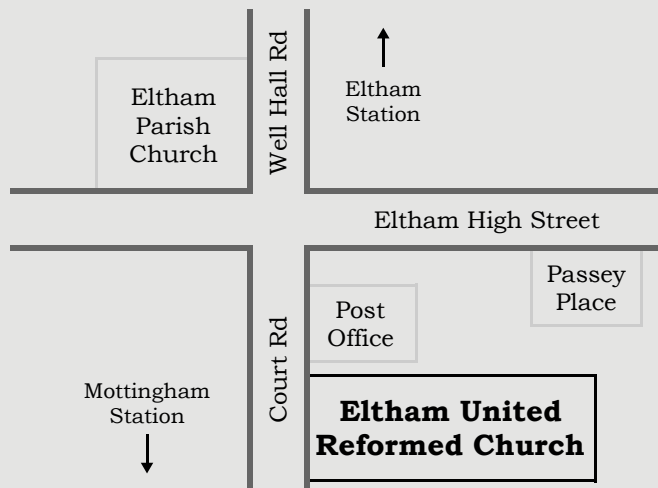 Well Hall Rd
Eltham
Station
Eltham
Parish
Church
Eltham High Street
Passey
Place
Post
Office
Court Rd
Mottingham
Station
Eltham United
Reformed Church